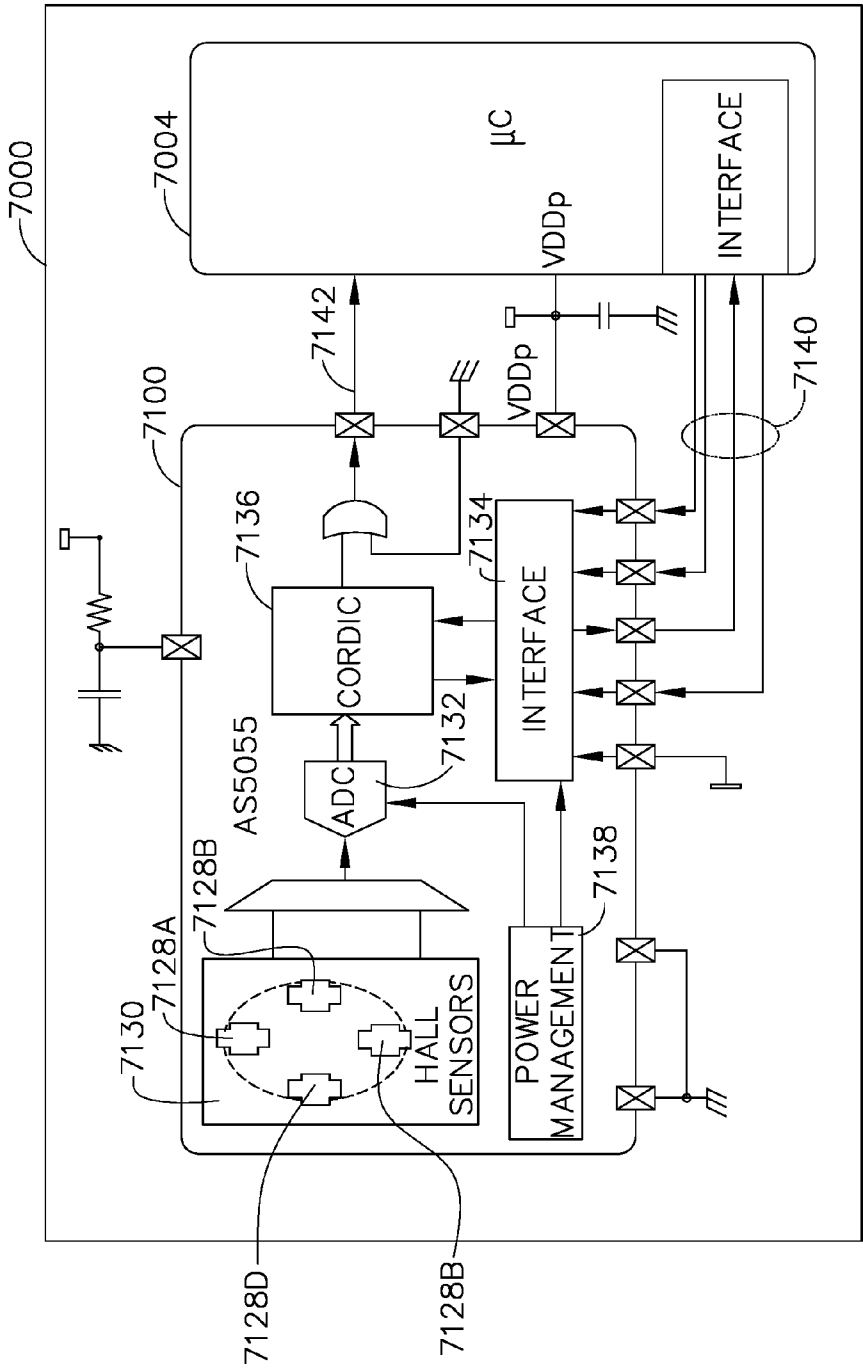 7000
7004
7100
7142
µC
VDDp
VDDp
INTERFACE
7140
7136
CORDIC
7134
INTERFACE
AS5055
ADC
7132
7130
7128A
7128B
HALL
SENSORS
7138
POWER
MANAGEMENT
7128D
7128B